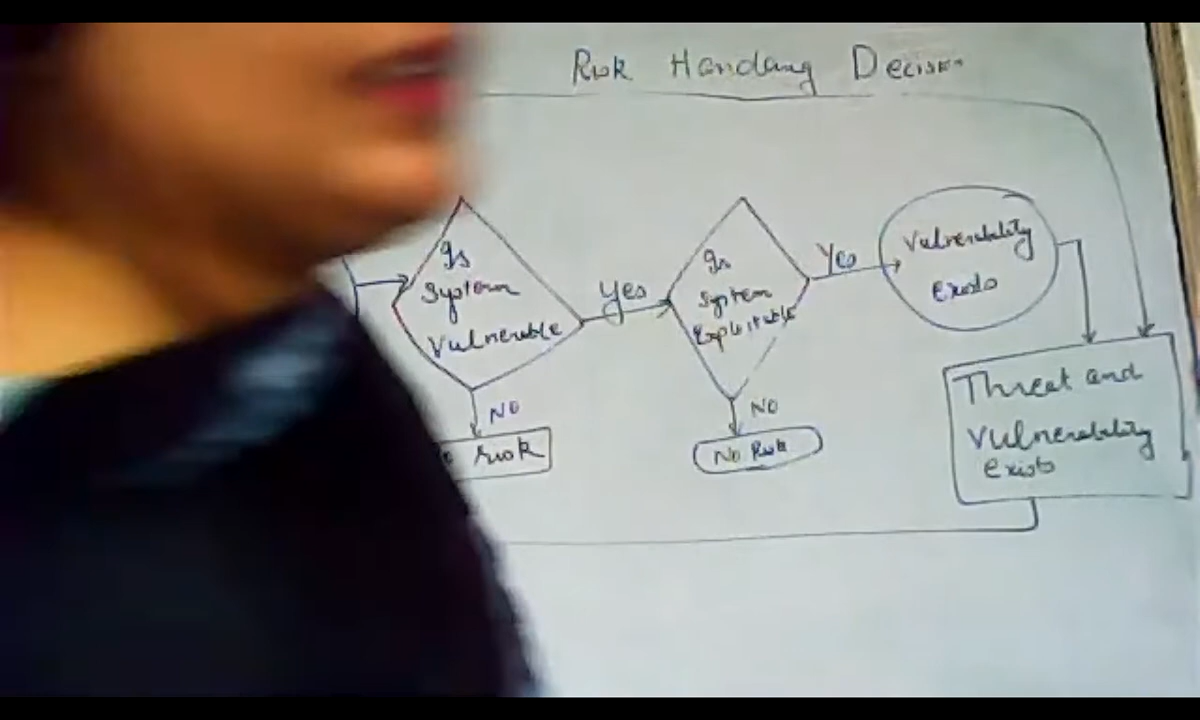 Risk Handling Decision
Is
System
Vulnerable
Yes
NO
risk
Is
System
Exploitable
Yes
NO
No Risk
Vulnerability
exists
Threat and
Vulnerability
exists